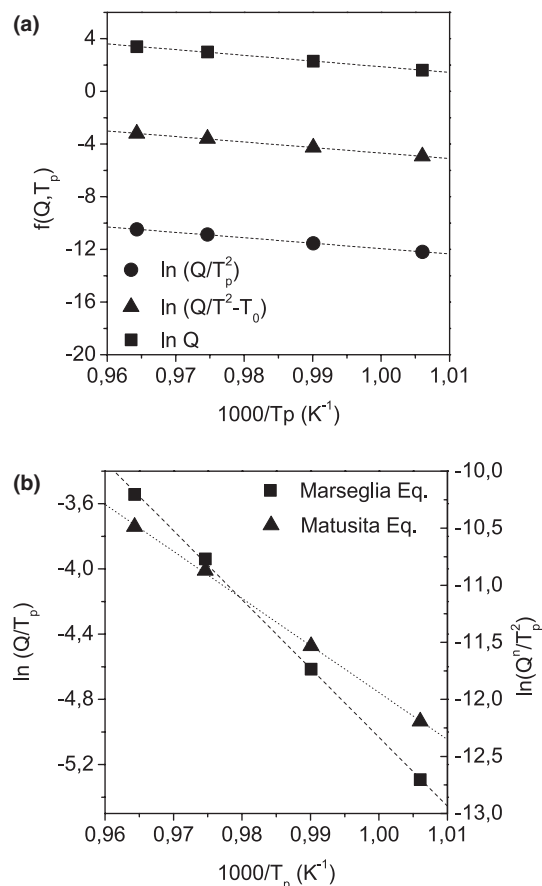 (a)
4
0
-4
-8
-12
-16
-20
f(Q,Tp)
ln (Q/Tp²)
ln (Q/T²-T0)
ln Q
0,96 0,97 0,98 0,99 1,00 1,01
1000/Tp (K⁻¹)
(b)
-3,6
-4,0
-4,4
-4,8
-5,2
ln (Q/Tp)
Marseglia Eq.
Matusita Eq.
-10,0
-10,5
-11,0
-11,5
-12,0
-12,5
-13,0
ln(Qⁿ/Tp²)
0,96 0,97 0,98 0,99 1,00 1,01
1000/Tp (K⁻¹)